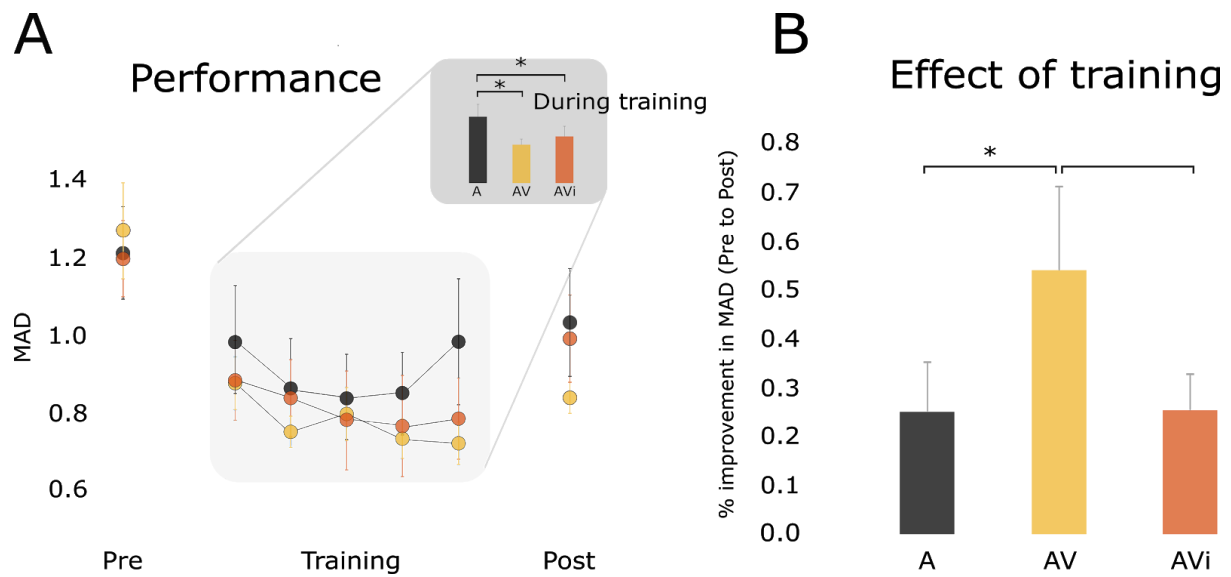 A
Performance
*
*
During training
A AV AVi
MAD
1.4
1.2
1.0
0.8
0.6
Pre Training Post
B
Effect of training
% improvement in MAD (Pre to Post)
*
0.8
0.7
0.6
0.5
0.4
0.3
0.2
0.1
0.0
A AV AVi